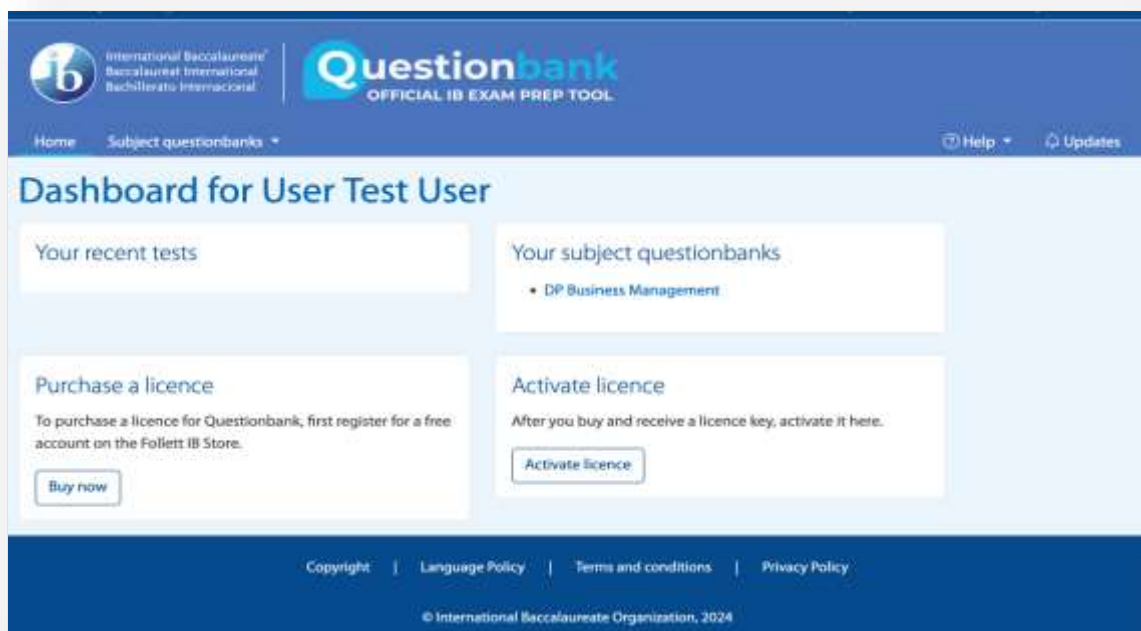 ib
International Baccalaureate®
Baccalauréat International
Bachillerato Internacional
Questionbank
OFFICIAL IB EXAM PREP TOOL
Home
Subject questionbanks
Help
Updates
Dashboard for User Test User
Your recent tests
Your subject questionbanks
• DP Business Management
Purchase a licence
To purchase a licence for Questionbank, first register for a free
account on the Follett IB Store.
Buy now
Activate licence
After you buy and receive a licence key, activate it here.
Activate licence
Copyright | Language Policy | Terms and conditions | Privacy Policy
© International Baccalaureate Organization, 2024